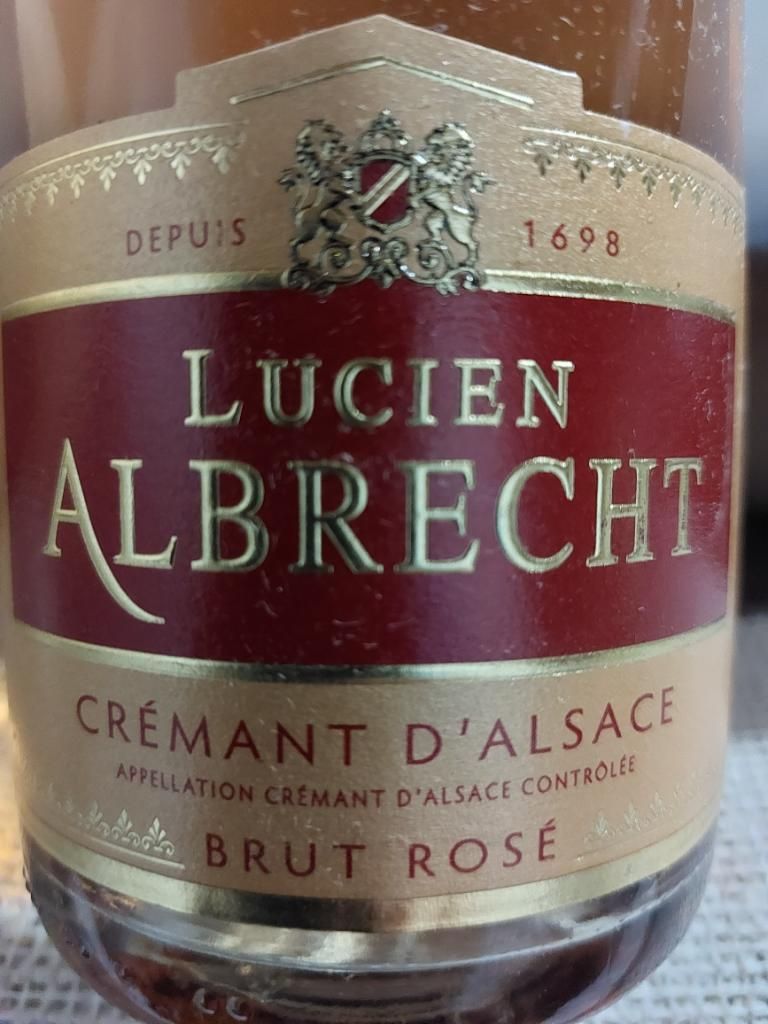 DEPUIS 1698
LUCIEN
ALBRECHT
CRÉMANT D'ALSACE
APPELLATION CRÉMANT D'ALSACE CONTRÔLÉE
BRUT ROSÉ